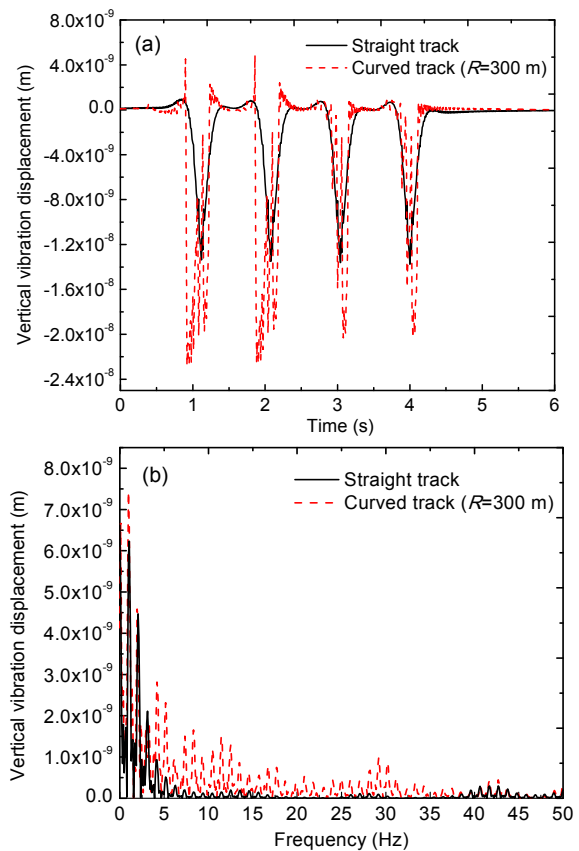 (a)
Straight track
Curved track (R=300 m)
Vertical vibration displacement (m)
8.0x10⁻⁹
4.0x10⁻⁹
0.0
-4.0x10⁻⁹
-8.0x10⁻⁹
-1.2x10⁻⁸
-1.6x10⁻⁸
-2.0x10⁻⁸
-2.4x10⁻⁸
0 1 2 3 4 5 6
Time (s)
(b)
Straight track
Curved track (R=300 m)
Vertical vibration displacement (m)
8.0x10⁻⁹
7.0x10⁻⁹
6.0x10⁻⁹
5.0x10⁻⁹
4.0x10⁻⁹
3.0x10⁻⁹
2.0x10⁻⁹
1.0x10⁻⁹
0.0
0 5 10 15 20 25 30 35 40 45 50
Frequency (Hz)